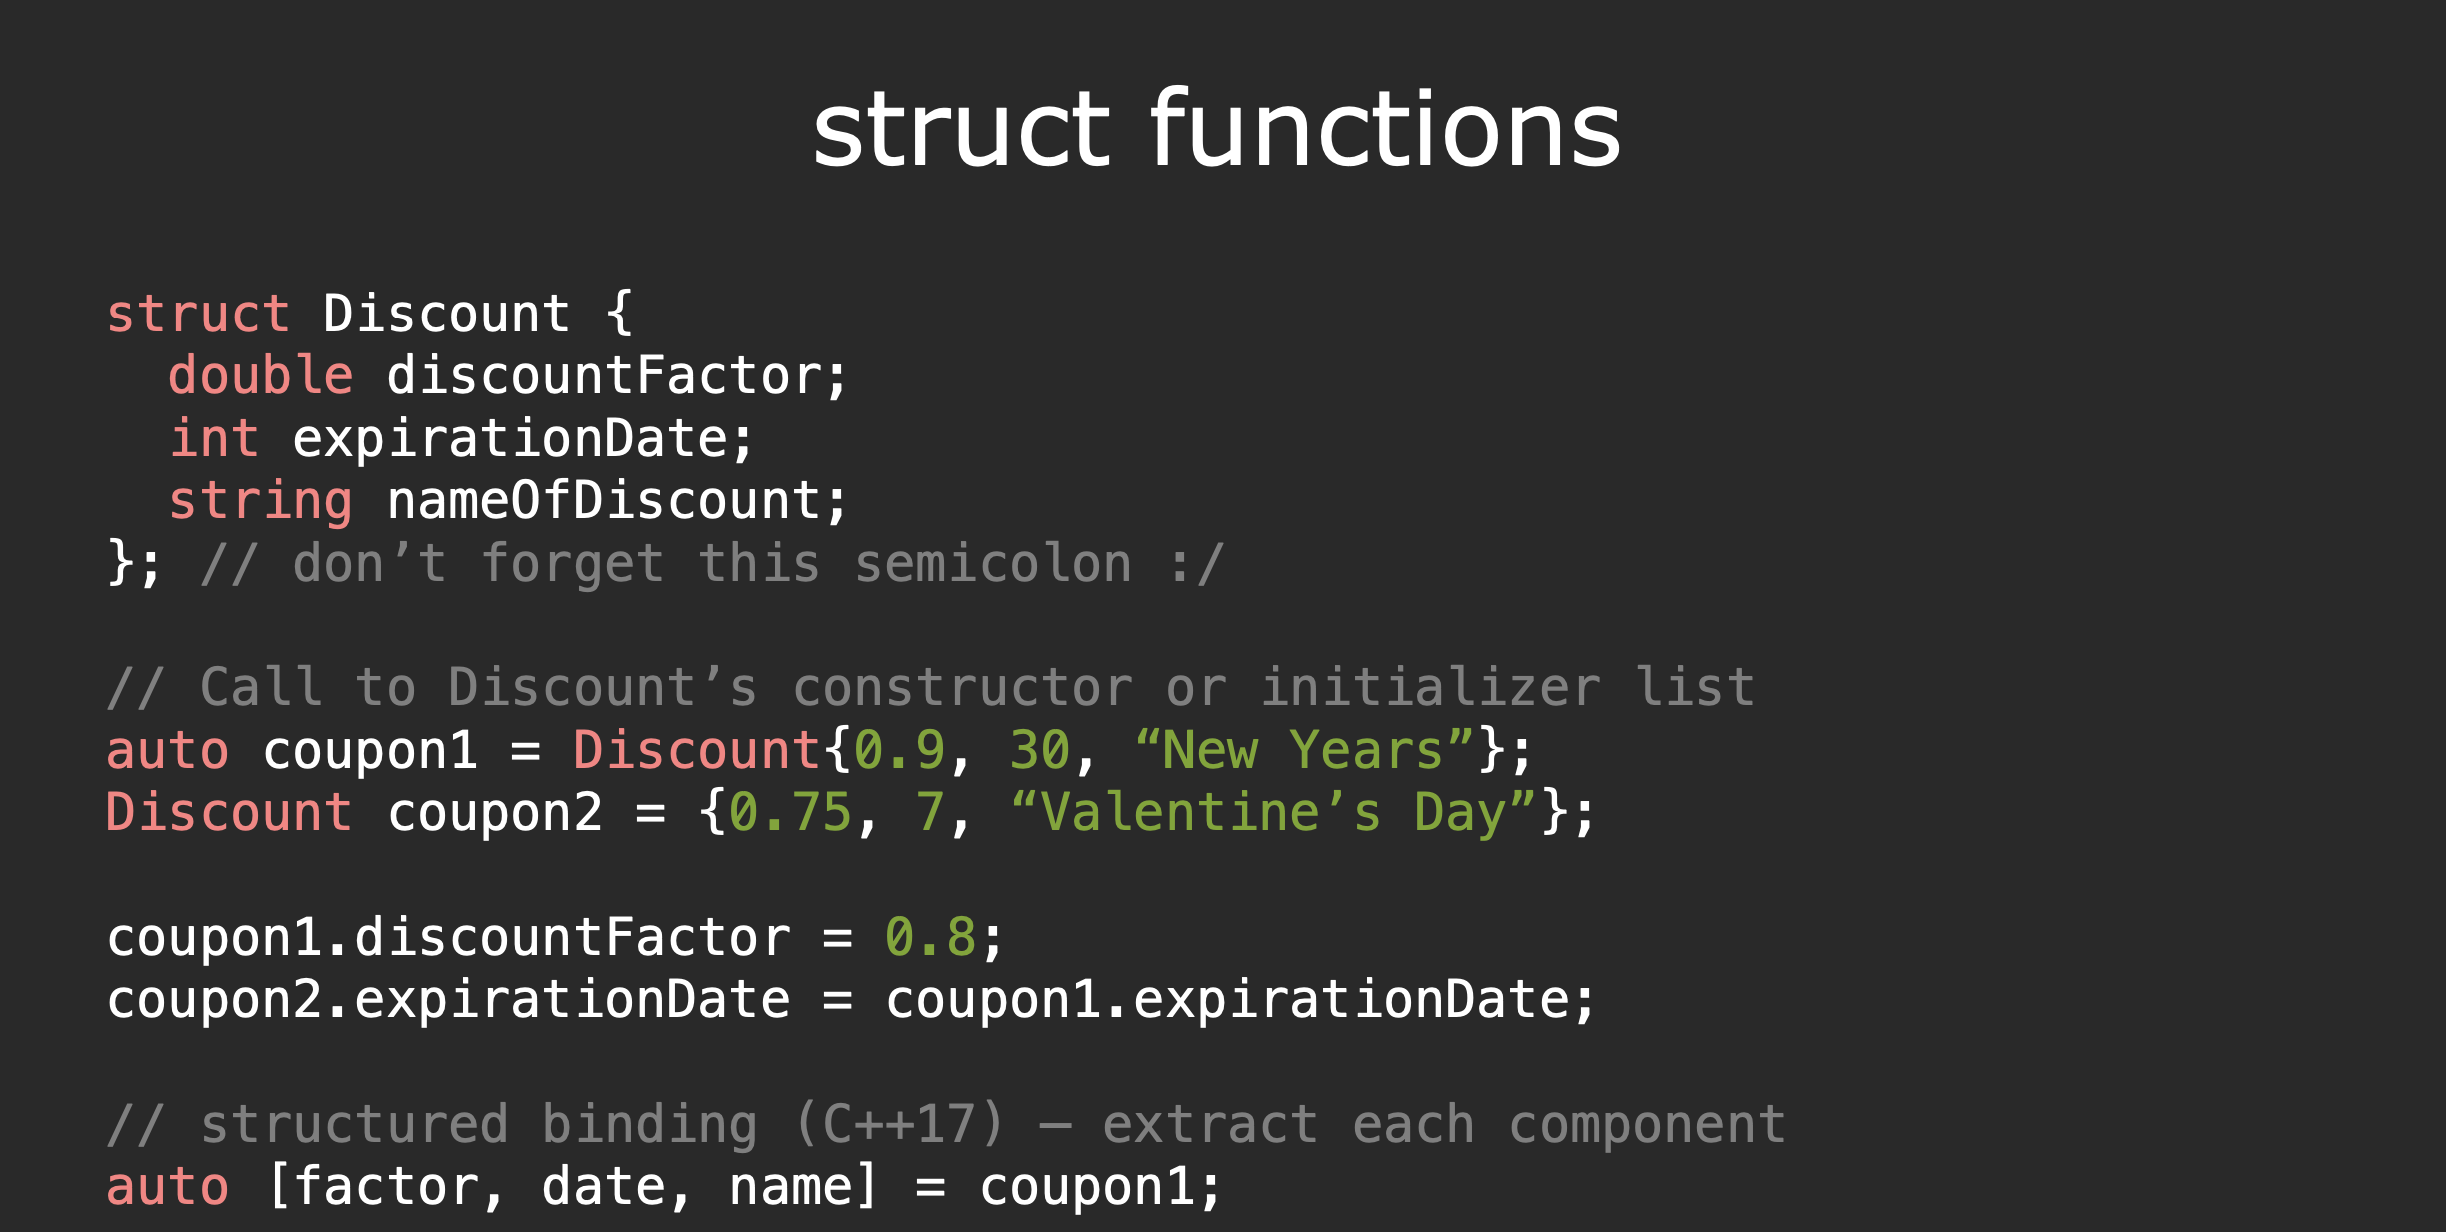 struct functions
struct Discount {
  double discountFactor;
  int expirationDate;
  string nameOfDiscount;
}; // don’t forget this semicolon :/
// Call to Discount’s constructor or initializer list
auto coupon1 = Discount{0.9, 30, “New Years”};
Discount coupon2 = {0.75, 7, “Valentine’s Day”};
coupon1.discountFactor = 0.8;
coupon2.expirationDate = coupon1.expirationDate;
// structured binding (C++17) – extract each component
auto [factor, date, name] = coupon1;